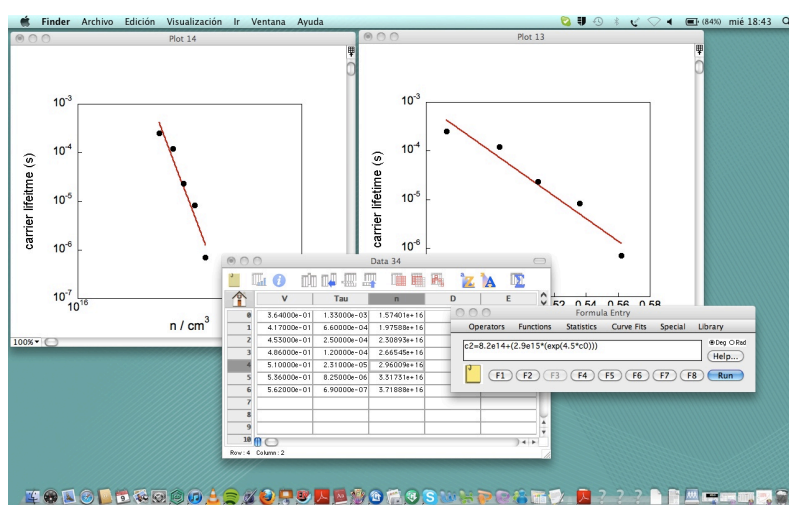 Finder Archivo Edición Visualización Ir Ventana Ayuda (84%) mié 18:43
Plot 14
10-3
10-4
10-5
10-6
10-7
1016
carrier lifeitme (s)
n / cm3
100%
Plot 13
10-3
10-4
10-5
10-6
carrier lifetime (s)
52 0.54 0.56 0.58
Data 34
V Tau n D E
0 3.64000e-01 1.33000e-03 1.57401e+16
1 4.17000e-01 6.60000e-04 1.97588e+16
2 4.53000e-01 2.50000e-04 2.30893e+16
3 4.86000e-01 1.20000e-04 2.66545e+16
4 5.10000e-01 2.31000e-05 2.96009e+16
5 5.36000e-01 8.25000e-06 3.31731e+16
6 5.62000e-01 6.90000e-07 3.71888e+16
7
8
9
10
Row: 4 Column: 2
Formula Entry
Operators Functions Statistics Curve Fits Special Library
c2=8.2e14+(2.9e15*(exp(4.5*c0)))
Deg Rad
Help...
F1 F2 F3 F4 F5 F6 F7 F8 Run